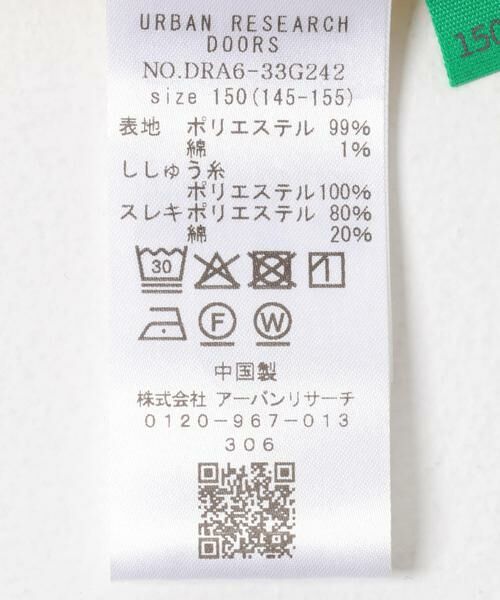 URBAN RESEARCH
DOORS
NO.DRA6-33G242
size 150(145-155)
表地 ポリエステル 99%
綿 1%
ししゅう糸
ポリエステル100%
スレキポリエステル 80%
綿 20%
30
F W
中国製
株式会社 アーバンリサーチ
0120-967-013
306
150